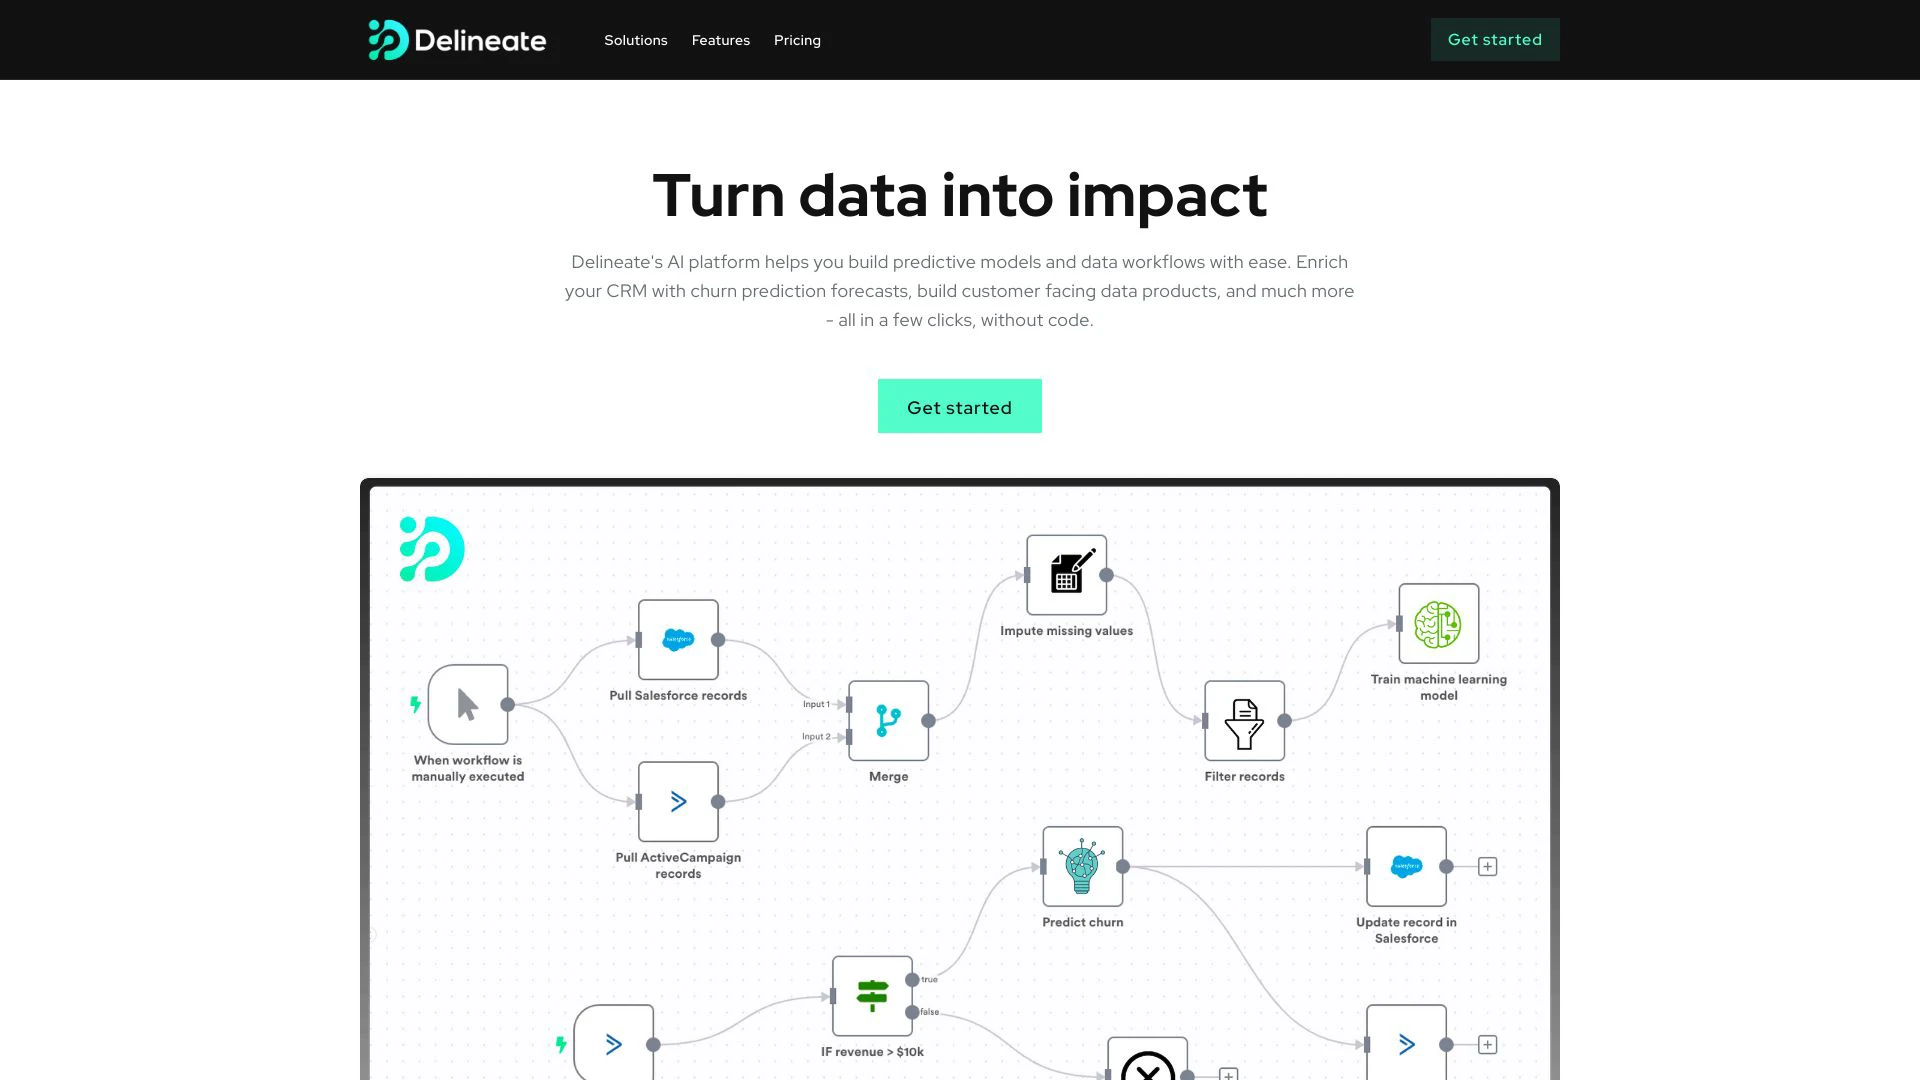 Delineate
Solutions
Features
Pricing
Get started
Turn data into impact
Delineate's AI platform helps you build predictive models and data workflows with ease. Enrich
your CRM with churn prediction forecasts, build customer facing data products, and much more
- all in a few clicks, without code.
Get started
Impute missing values
salesforce
Pull Salesforce records
Train machine learning
model
Input 1
Input 2
When workflow is
manually executed
Merge
Filter records
Pull ActiveCampaign
records
salesforce
Predict churn
Update record in
Salesforce
true
false
IF revenue > $10k